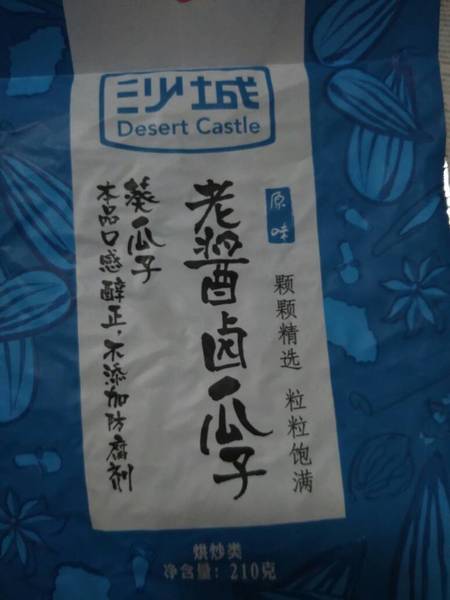 沙城
Desert Castle
原味
老醬卤瓜子
颗颗精选 粒粒饱满
葵瓜子
本品口感醇正,不添加防腐剂
烘炒类
净含量:210克